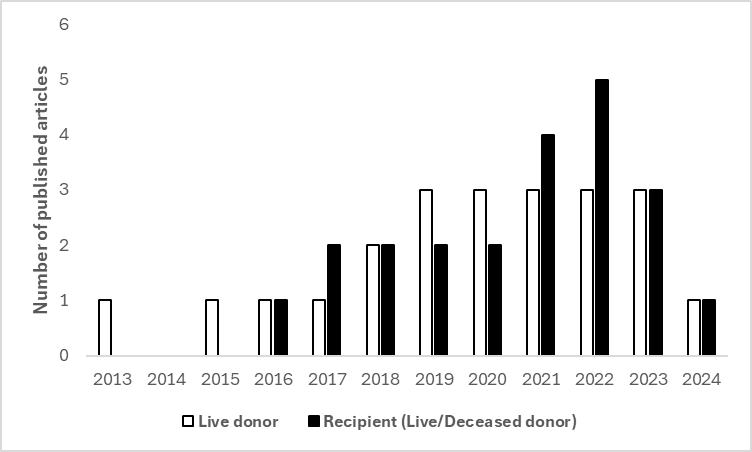 6
5
4
3
2
1
0
Number of published articles
2013 2014 2015 2016 2017 2018 2019 2020 2021 2022 2023 2024
Live donor Recipient (Live/Deceased donor)